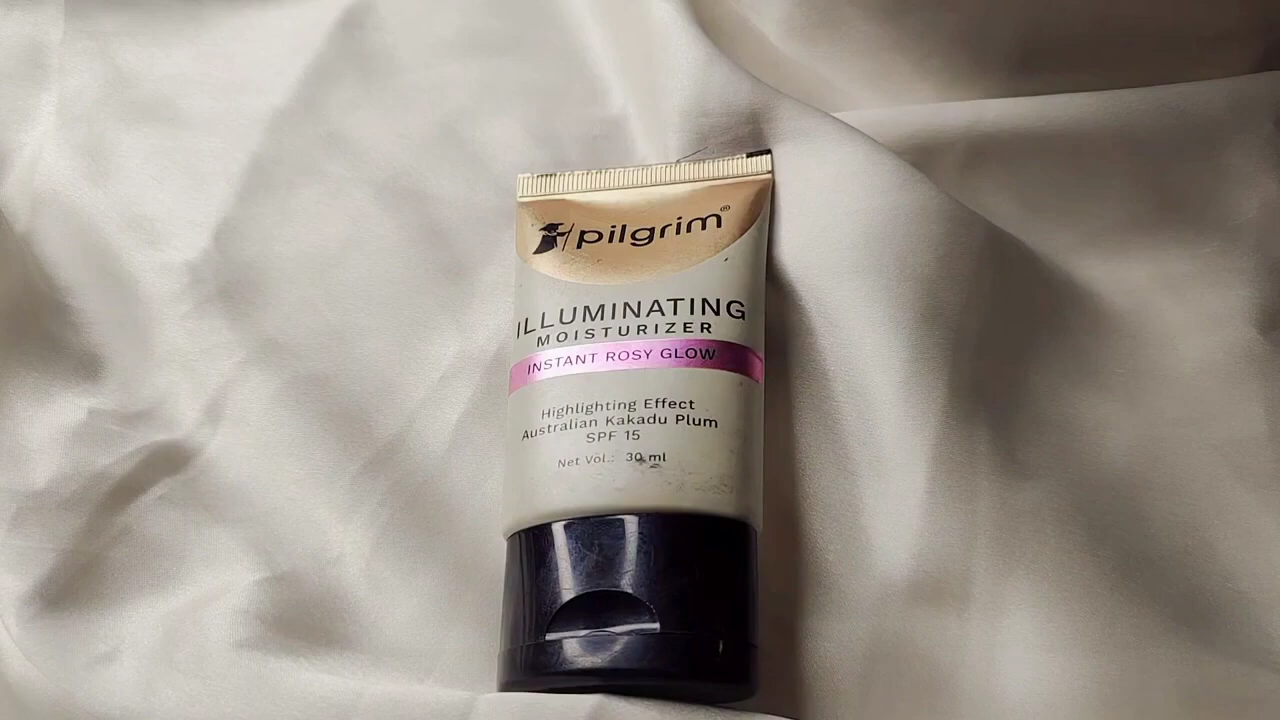 pilgrim®
ILLUMINATING
MOISTURIZER
INSTANT ROSY GLOW
Highlighting Effect
Australian Kakadu Plum
SPF 15
Net Vol.: 30 ml